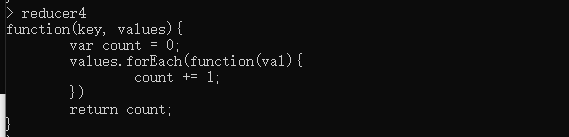 > reducer4
function(key, values){
        var count = 0;
        values.forEach(function(val){
                count += 1;
        })
        return count;
}